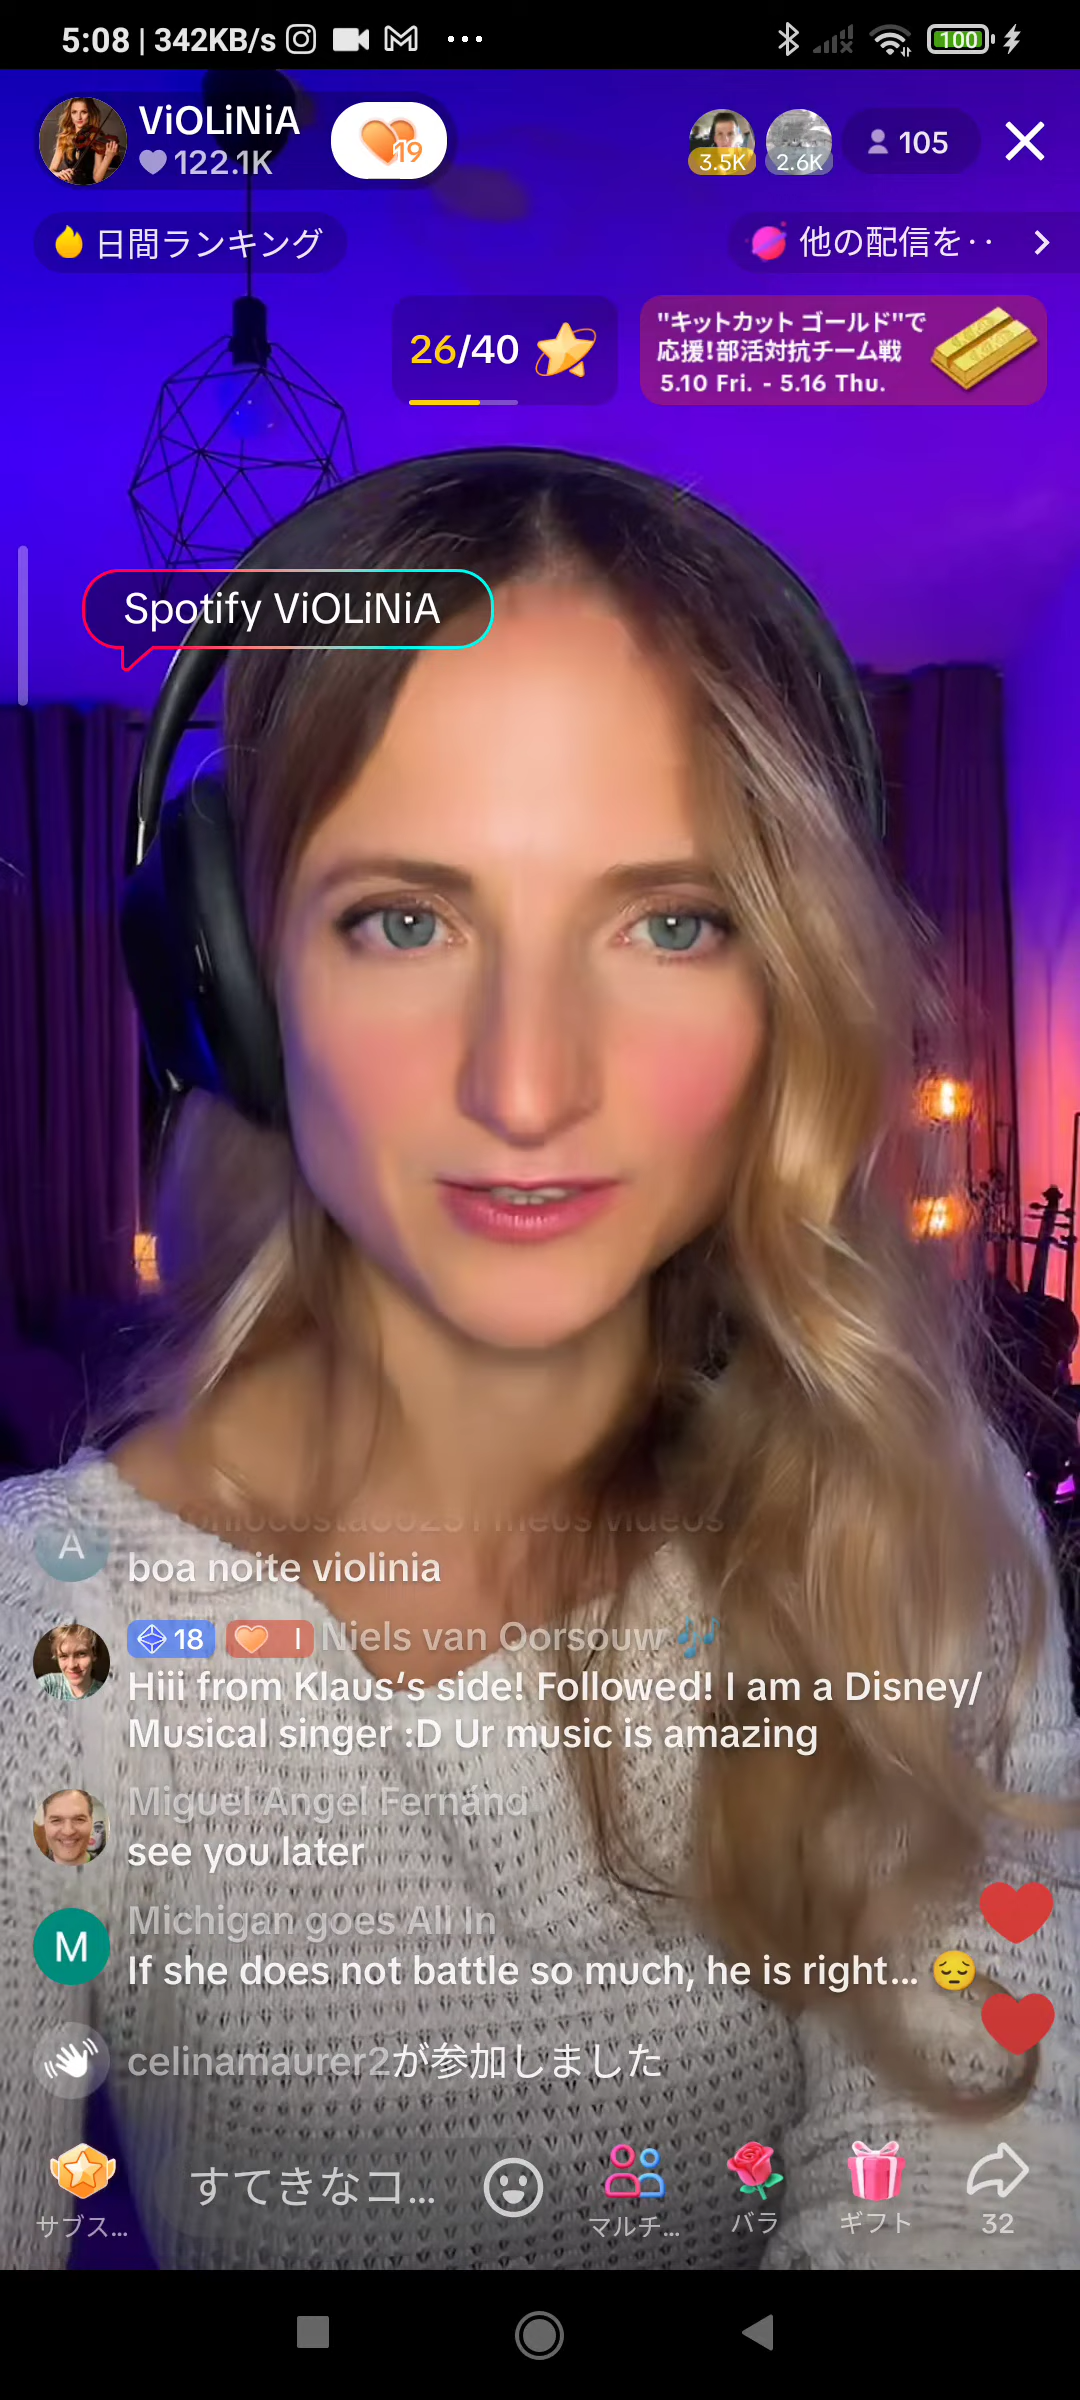 5:08 | 342KB/s
100
ViOLiNiA
122.1K
19
3.5K
2.6K
105
日間ランキング
他の配信を‥
26/40
"キットカット ゴールド"で
応援!部活対抗チーム戦
5.10 Fri. - 5.16 Thu.
Spotify ViOLiNiA
A
boa noite violinia
18
I
Niels van Oorsouw 🎶
Hiii from Klaus‘s side! Followed! I am a Disney/
Musical singer :D Ur music is amazing
Miguel Angel Fernánd
see you later
Michigan goes All In
M
If she does not battle so much, he is right... 😔
celinamaurer2が参加しました
すてきなコ...
サブス...
マルチ...
バラ
ギフト
32